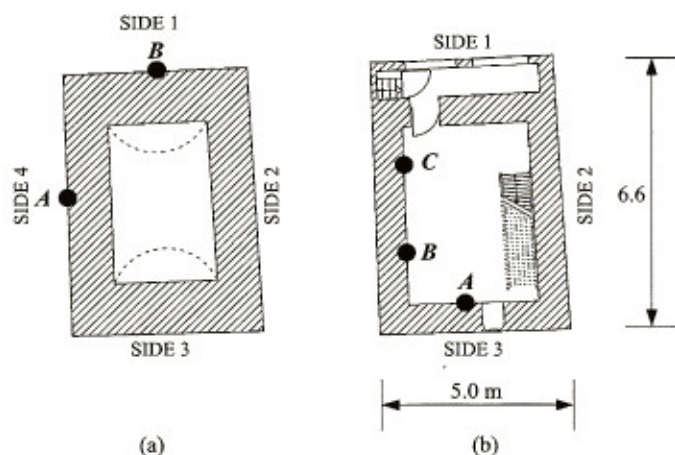 SIDE 1
B
SIDE 4
A
SIDE 2
SIDE 3
(a)
SIDE 1
C
B
A
SIDE 2
6.6
SIDE 3
5.0 m
(b)